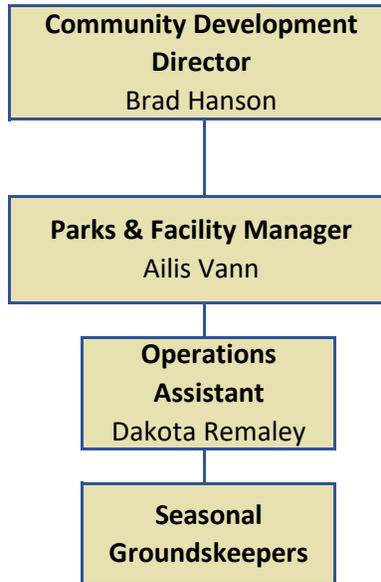 Community Development
Director
Brad Hanson
Parks & Facility Manager
Ailis Vann
Operations
Assistant
Dakota Remaley
Seasonal
Groundskeepers